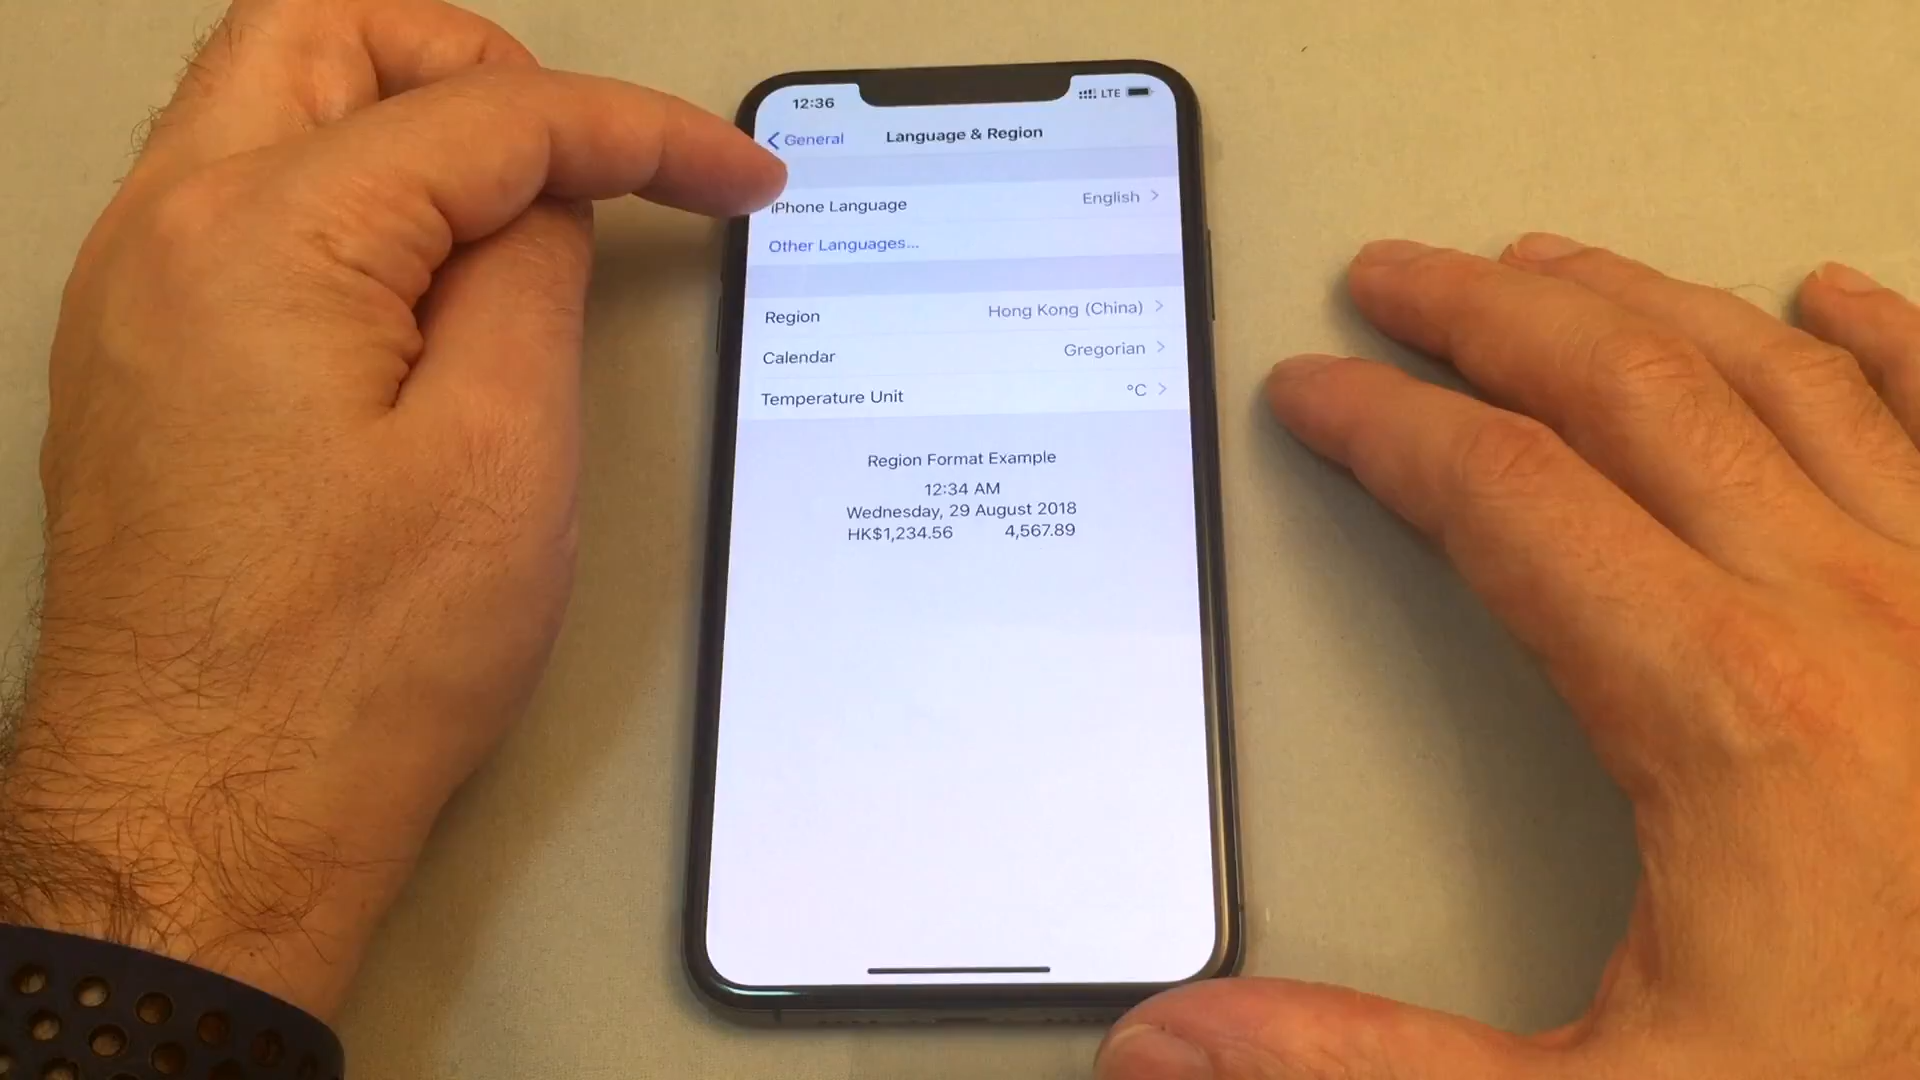 12:36
LTE
General
Language & Region
iPhone Language English
Other Languages...
Region Hong Kong (China)
Calendar Gregorian
Temperature Unit °C
Region Format Example
12:34 AM
Wednesday, 29 August 2018
HK$1,234.56 4,567.89